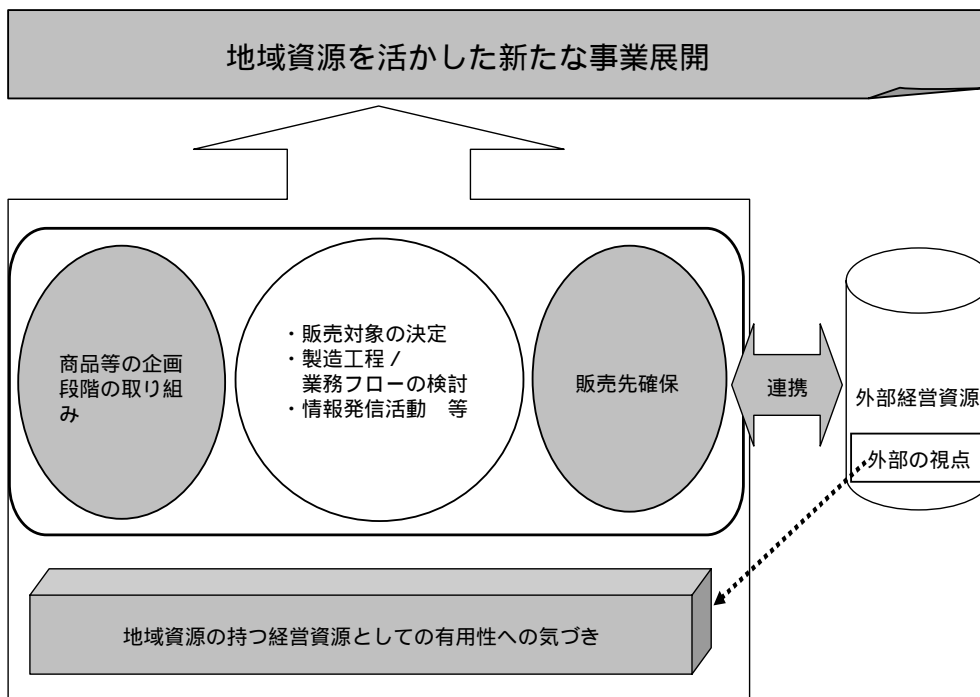 地域資源を活かした新たな事業展開
商品等の企画
段階の取り組
み
・販売対象の決定
・製造工程/
業務フローの検討
・情報発信活動　等
販売先確保
連携
外部経営資源
外部の視点
地域資源の持つ経営資源としての有用性への気づき